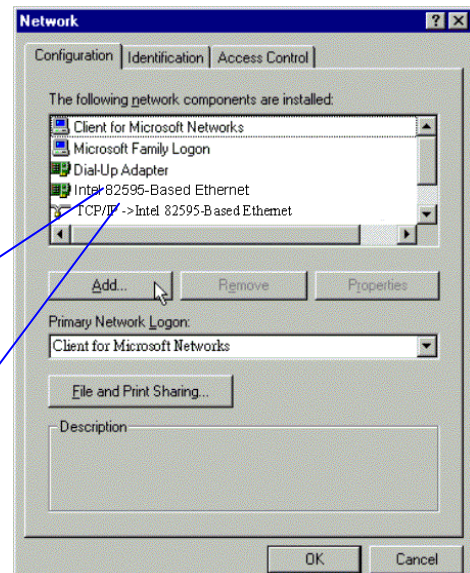 Network
Configuration Identification Access Control
The following network components are installed:
Client for Microsoft Networks
Microsoft Family Logon
Dial-Up Adapter
Intel 82595-Based Ethernet
TCP/IP ->Intel 82595-Based Ethernet
Add... Remove Properties
Primary Network Logon:
Client for Microsoft Networks
File and Print Sharing...
Description
OK Cancel